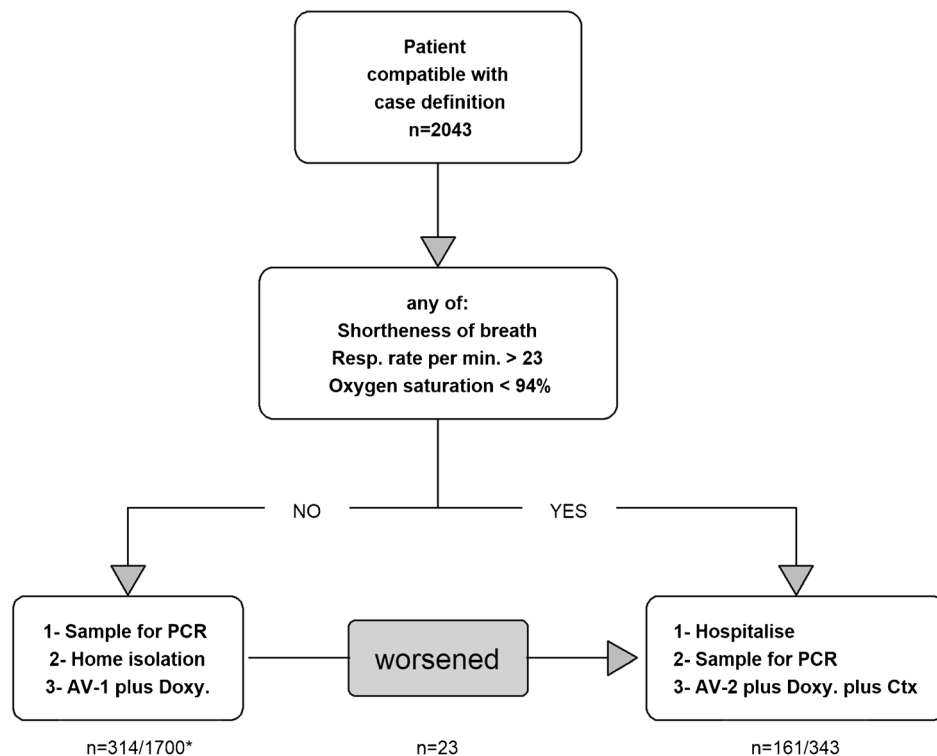 Patient
compatible with
case definition
n=2043
any of:
Shortheness of breath
Resp. rate per min. > 23
Oxygen saturation < 94%
NO
YES
1- Sample for PCR
2- Home isolation
3- AV-1 plus Doxy.
worsened
1- Hospitalise
2- Sample for PCR
3- AV-2 plus Doxy. plus Ctx
n=314/1700*
n=23
n=161/343